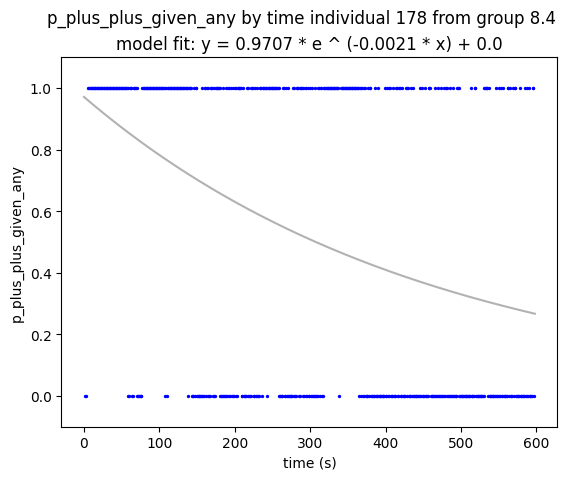 p_plus_plus_given_any by time individual 178 from group 8.4
model fit: y = 0.9707 * e ^ (-0.0021 * x) + 0.0
1.0
0.8
0.6
0.4
0.2
0.0
p_plus_plus_given_any
0 100 200 300 400 500 600
time (s)